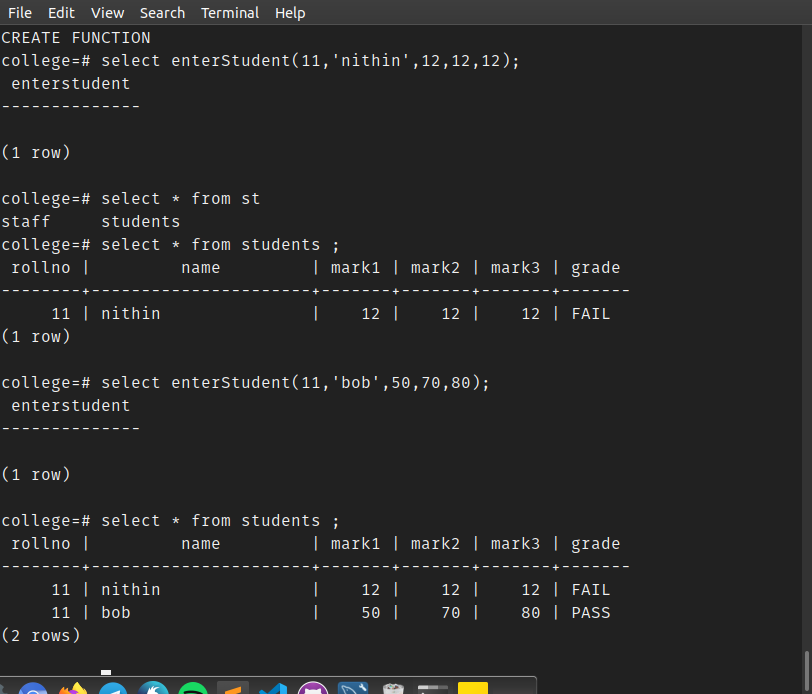 File Edit View Search Terminal Help
CREATE FUNCTION
college=# select enterStudent(11,'nithin',12,12,12);
 enterstudent
--------------

(1 row)

college=# select * from st
staff     students
college=# select * from students ;
 rollno |         name         | mark1 | mark2 | mark3 | grade
--------+----------------------+-------+-------+-------+-------
     11 | nithin               |    12 |    12 |    12 | FAIL
(1 row)

college=# select enterStudent(11,'bob',50,70,80);
 enterstudent
--------------

(1 row)

college=# select * from students ;
 rollno |         name         | mark1 | mark2 | mark3 | grade
--------+----------------------+-------+-------+-------+-------
     11 | nithin               |    12 |    12 |    12 | FAIL
     11 | bob                  |    50 |    70 |    80 | PASS
(2 rows)